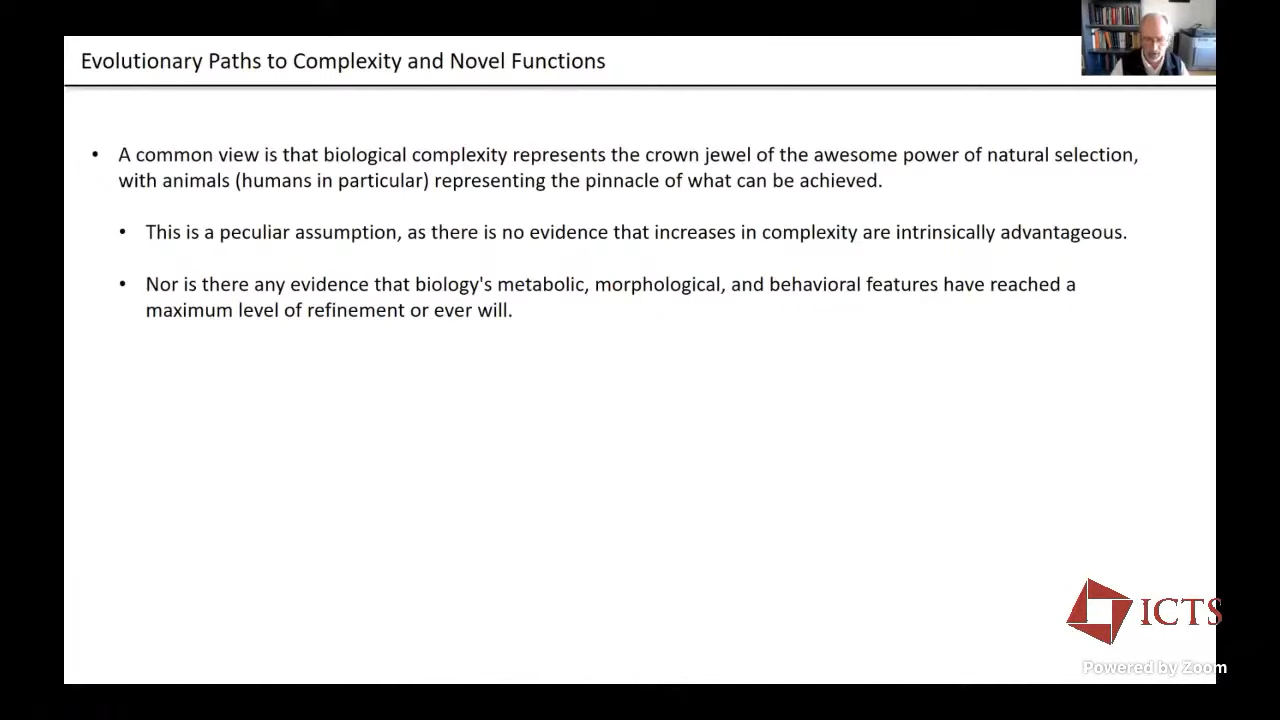 Evolutionary Paths to Complexity and Novel Functions
• A common view is that biological complexity represents the crown jewel of the awesome power of natural selection,
with animals (humans in particular) representing the pinnacle of what can be achieved.
• This is a peculiar assumption, as there is no evidence that increases in complexity are intrinsically advantageous.
• Nor is there any evidence that biology's metabolic, morphological, and behavioral features have reached a
maximum level of refinement or ever will.
ICTS
Powered by Zoom